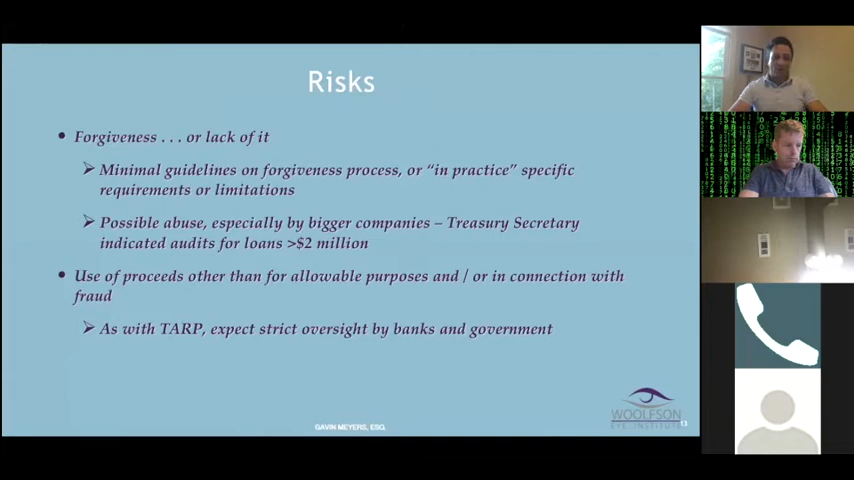 Risks
• Forgiveness . . . or lack of it
➢ Minimal guidelines on forgiveness process, or “in practice” specific
requirements or limitations
➢ Possible abuse, especially by bigger companies – Treasury Secretary
indicated audits for loans >$2 million
• Use of proceeds other than for allowable purposes and / or in connection with
fraud
➢ As with TARP, expect strict oversight by banks and government
WOOLFSON
EYE INSTITUTE
13
GAVIN MEYERS, ESQ.